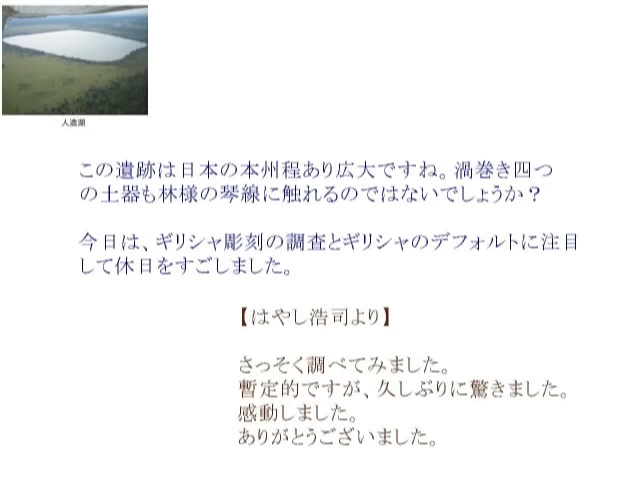 人造湖
この遺跡は日本の本州程あり広大ですね。渦巻き四つ
の土器も林様の琴線に触れるのではないでしょうか？
今日は、ギリシャ彫刻の調査とギリシャのデフォルトに注目
して休日をすごしました。
【はやし浩司より】
さっそく調べてみました。
暫定的ですが、久しぶりに驚きました。
感動しました。
ありがとうございました。